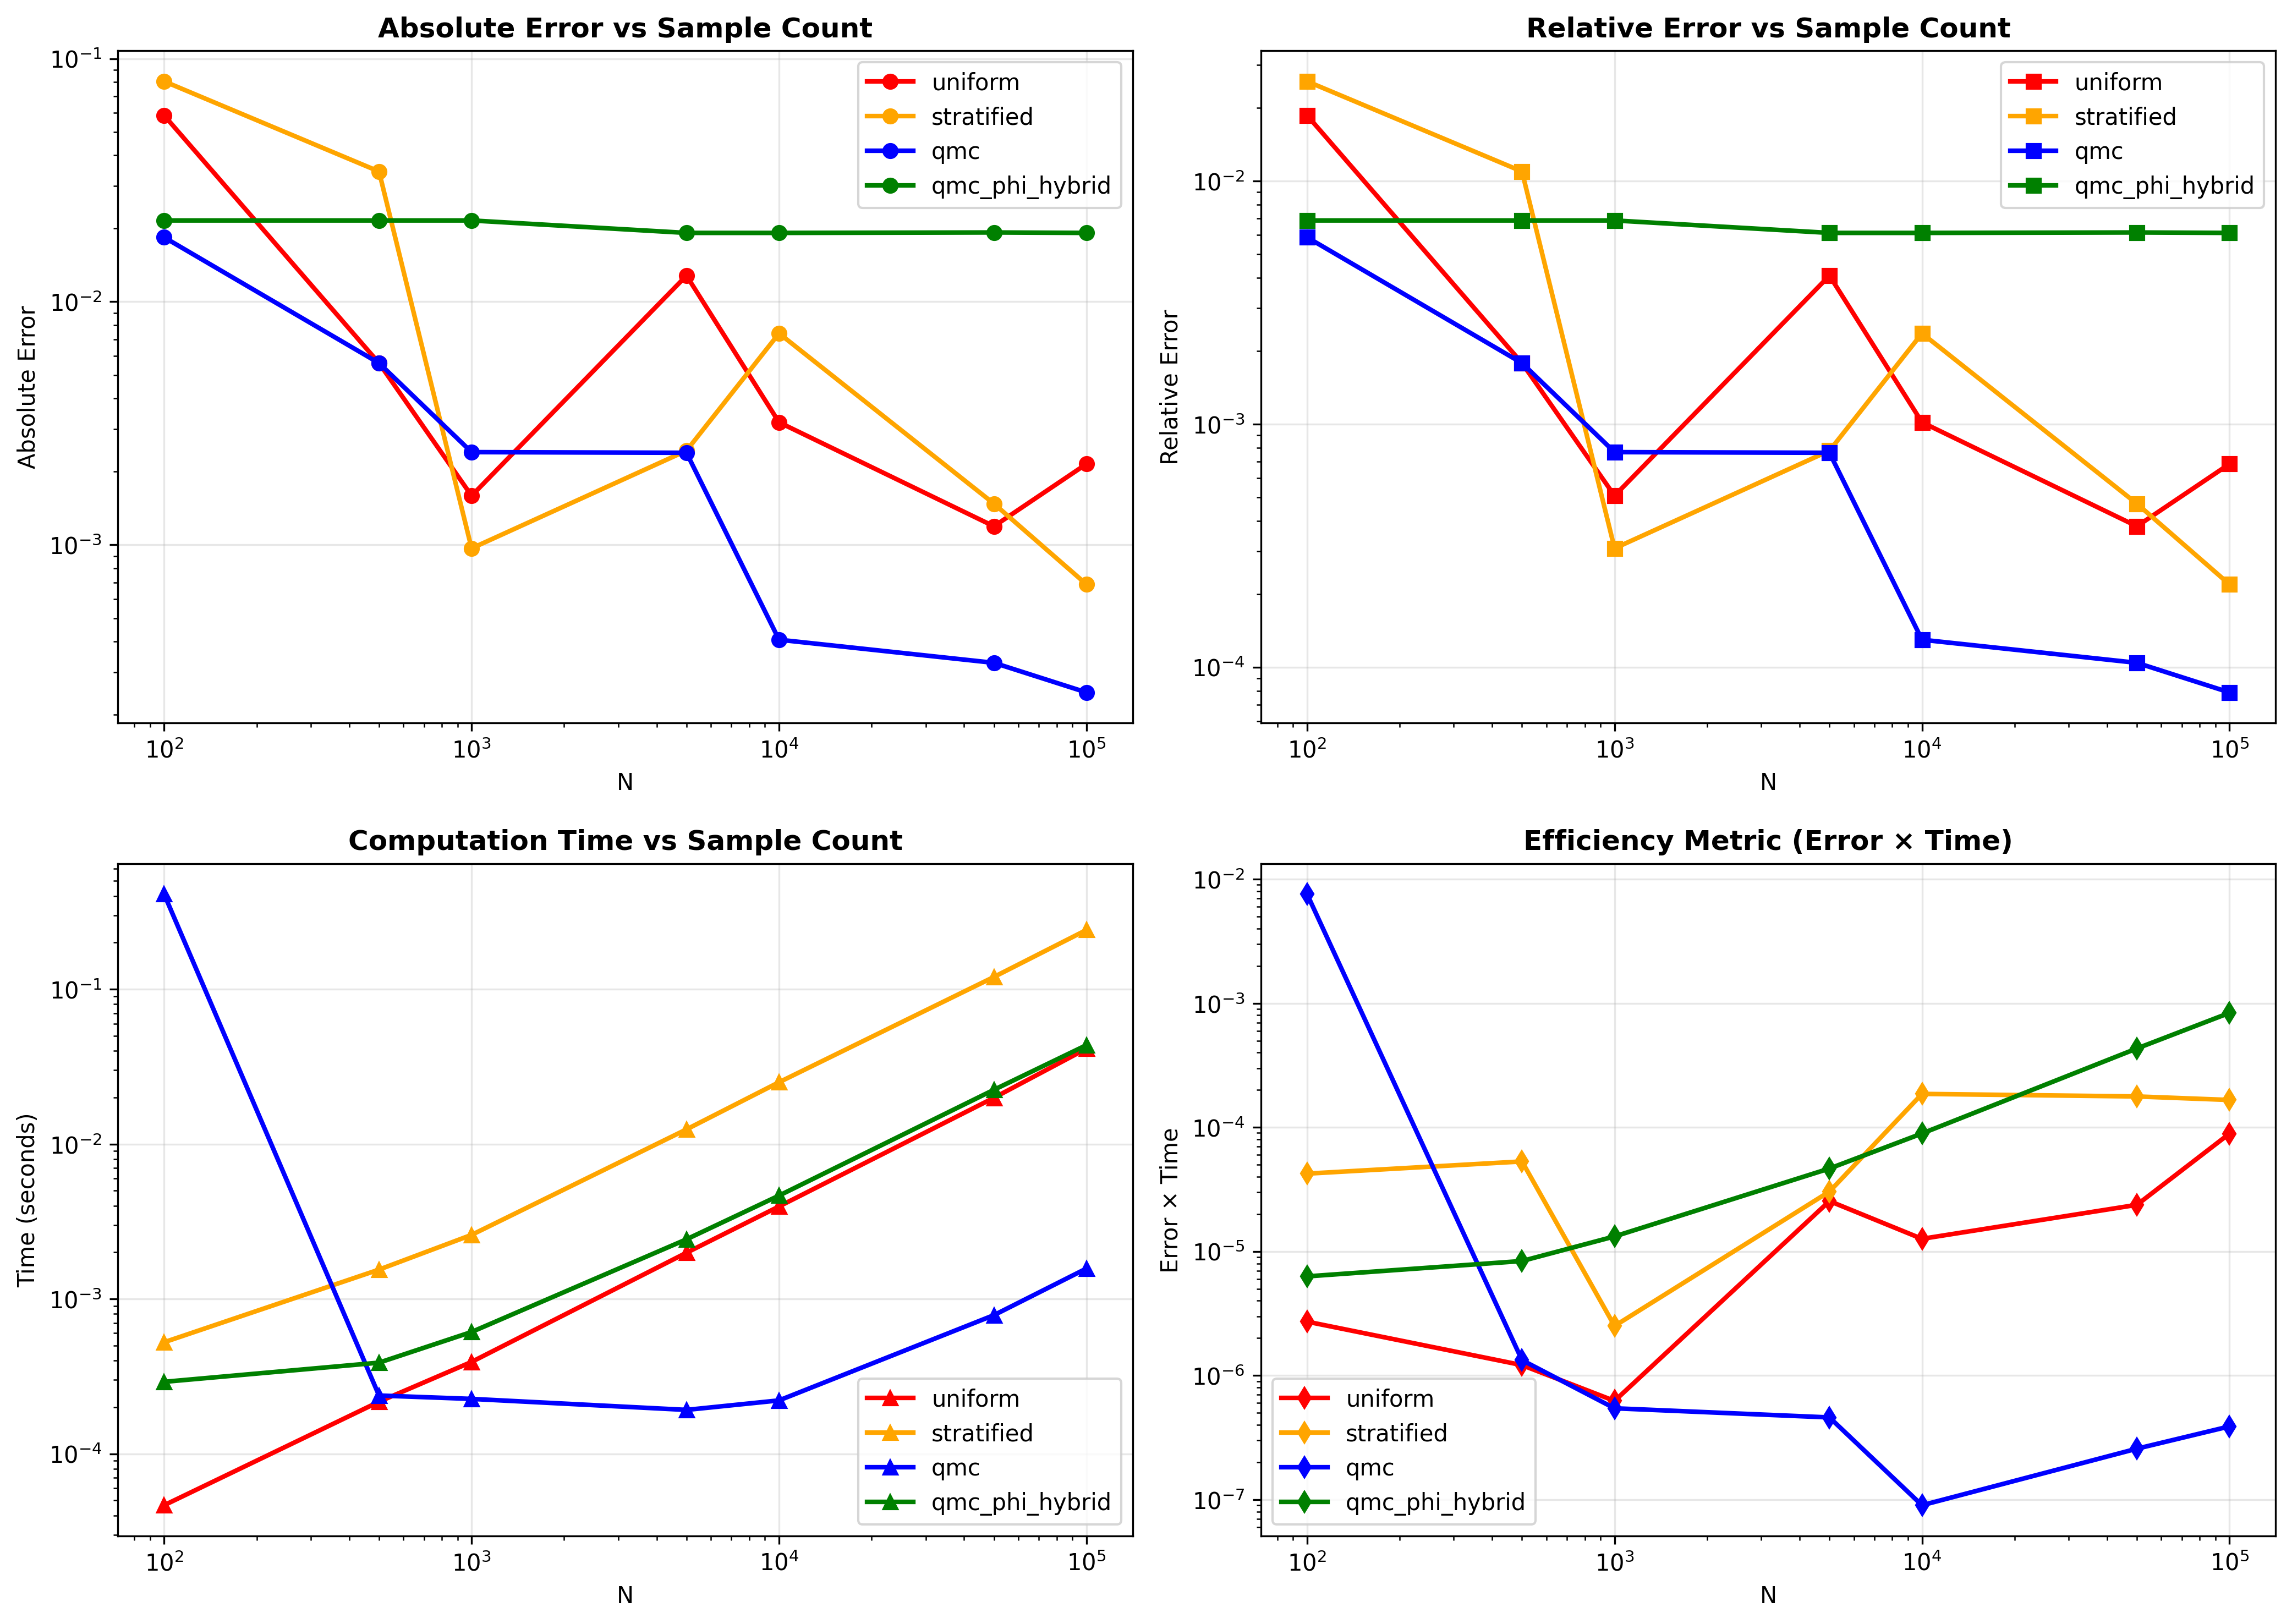 Absolute Error vs Sample Count
Absolute Error
10⁻¹
10⁻²
10⁻³
10² 10³ 10⁴ 10⁵
N
uniform
stratified
qmc
qmc_phi_hybrid
Relative Error vs Sample Count
Relative Error
10⁻²
10⁻³
10⁻⁴
10² 10³ 10⁴ 10⁵
N
uniform
stratified
qmc
qmc_phi_hybrid
Computation Time vs Sample Count
Time (seconds)
10⁻¹
10⁻²
10⁻³
10⁻⁴
10² 10³ 10⁴ 10⁵
N
uniform
stratified
qmc
qmc_phi_hybrid
Efficiency Metric (Error × Time)
Error × Time
10⁻²
10⁻³
10⁻⁴
10⁻⁵
10⁻⁶
10⁻⁷
10² 10³ 10⁴ 10⁵
N
uniform
stratified
qmc
qmc_phi_hybrid